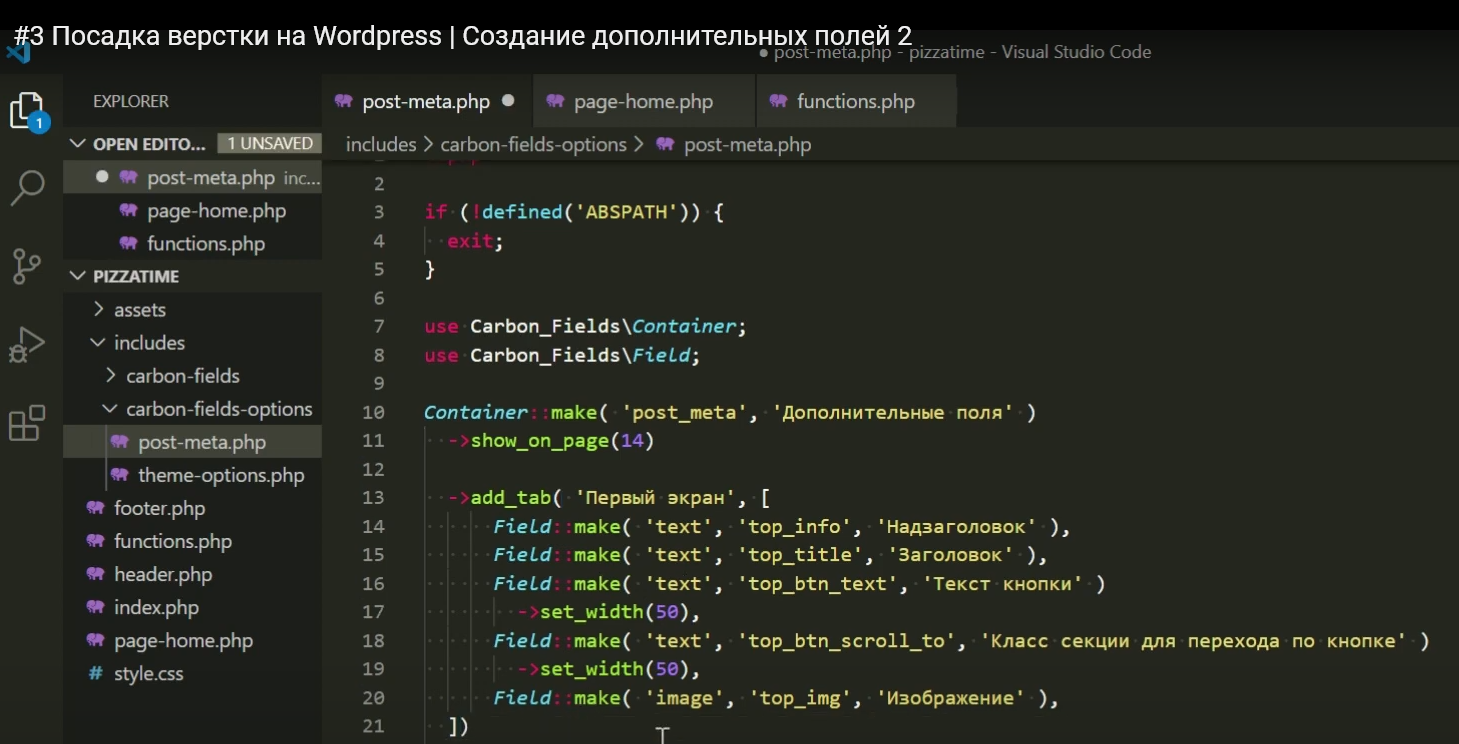 #3 Посадка верстки на Wordpress | Создание дополнительных полей 2
● post-meta.php - pizzatime - Visual Studio Code
EXPLORER
post-meta.php
page-home.php
functions.php
1
OPEN EDITO... 1 UNSAVED
includes > carbon-fields-options > post-meta.php
post-meta.php inc...
page-home.php
functions.php
PIZZATIME
assets
includes
carbon-fields
carbon-fields-options
post-meta.php
theme-options.php
footer.php
functions.php
header.php
index.php
page-home.php
# style.css
2
3 if (!defined('ABSPATH')) {
4 exit;
5 }
6
7 use Carbon_Fields\Container;
8 use Carbon_Fields\Field;
9
10 Container::make( 'post_meta', 'Дополнительные поля' )
11 ->show_on_page(14)
12
13 ->add_tab( 'Первый экран', [
14 Field::make( 'text', 'top_info', 'Надзаголовок' ),
15 Field::make( 'text', 'top_title', 'Заголовок' ),
16 Field::make( 'text', 'top_btn_text', 'Текст кнопки' )
17 ->set_width(50),
18 Field::make( 'text', 'top_btn_scroll_to', 'Класс секции для перехода по кнопке' )
19 ->set_width(50),
20 Field::make( 'image', 'top_img', 'Изображение' ),
21 ])